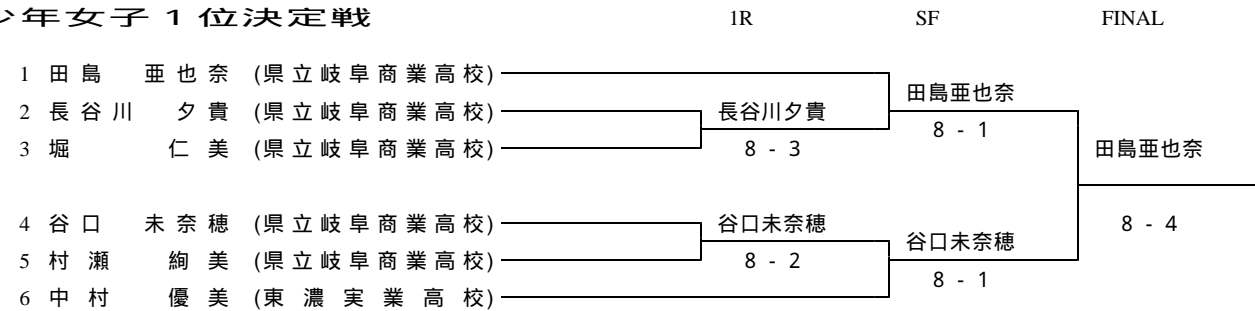 少年女子１位決定戦 1R SF FINAL
1 田島 亜也奈 (県立岐阜商業高校)
田島亜也奈
2 長谷川 夕貴 (県立岐阜商業高校) 長谷川夕貴
8 - 1
3 堀 仁美 (県立岐阜商業高校) 8 - 3 田島亜也奈
4 谷口 未奈穂 (県立岐阜商業高校) 谷口未奈穂 8 - 4
谷口未奈穂
5 村瀬 絢美 (県立岐阜商業高校) 8 - 2
8 - 1
6 中村 優美 (東濃実業高校)